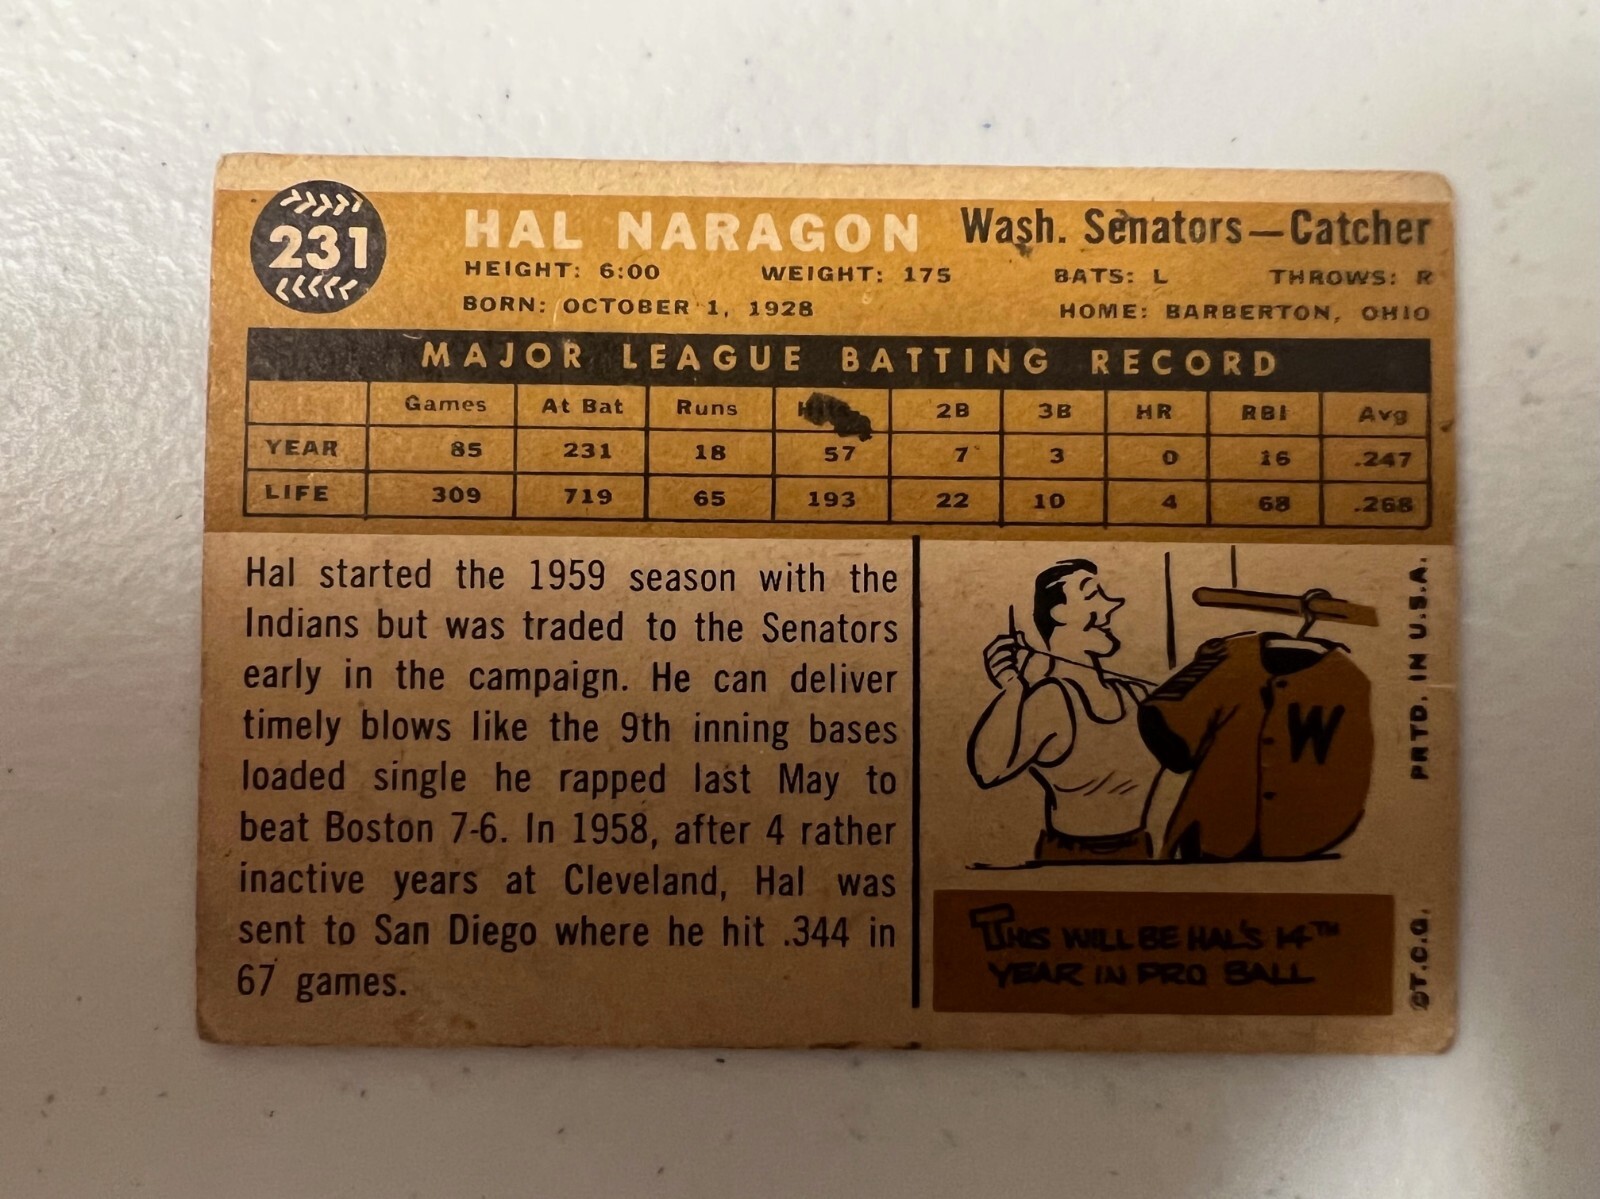 231
HAL NARAGON Wash. Senators—Catcher
HEIGHT: 6:00 WEIGHT: 175 BATS: L THROWS: R
BORN: OCTOBER 1, 1928 HOME: BARBERTON, OHIO
MAJOR LEAGUE BATTING RECORD
Games At Bat Runs Hits 2B 3B HR RBI Avg
YEAR 85 231 18 57 7 3 0 16 .247
LIFE 309 719 65 193 22 10 4 68 .268
Hal started the 1959 season with the
Indians but was traded to the Senators
early in the campaign. He can deliver
timely blows like the 9th inning bases
loaded single he rapped last May to
beat Boston 7-6. In 1958, after 4 rather
inactive years at Cleveland, Hal was
sent to San Diego where he hit .344 in
67 games.
W
THIS WILL BE HAL'S 14TH
YEAR IN PRO BALL
©T.C.G. PRTD. IN U.S.A.